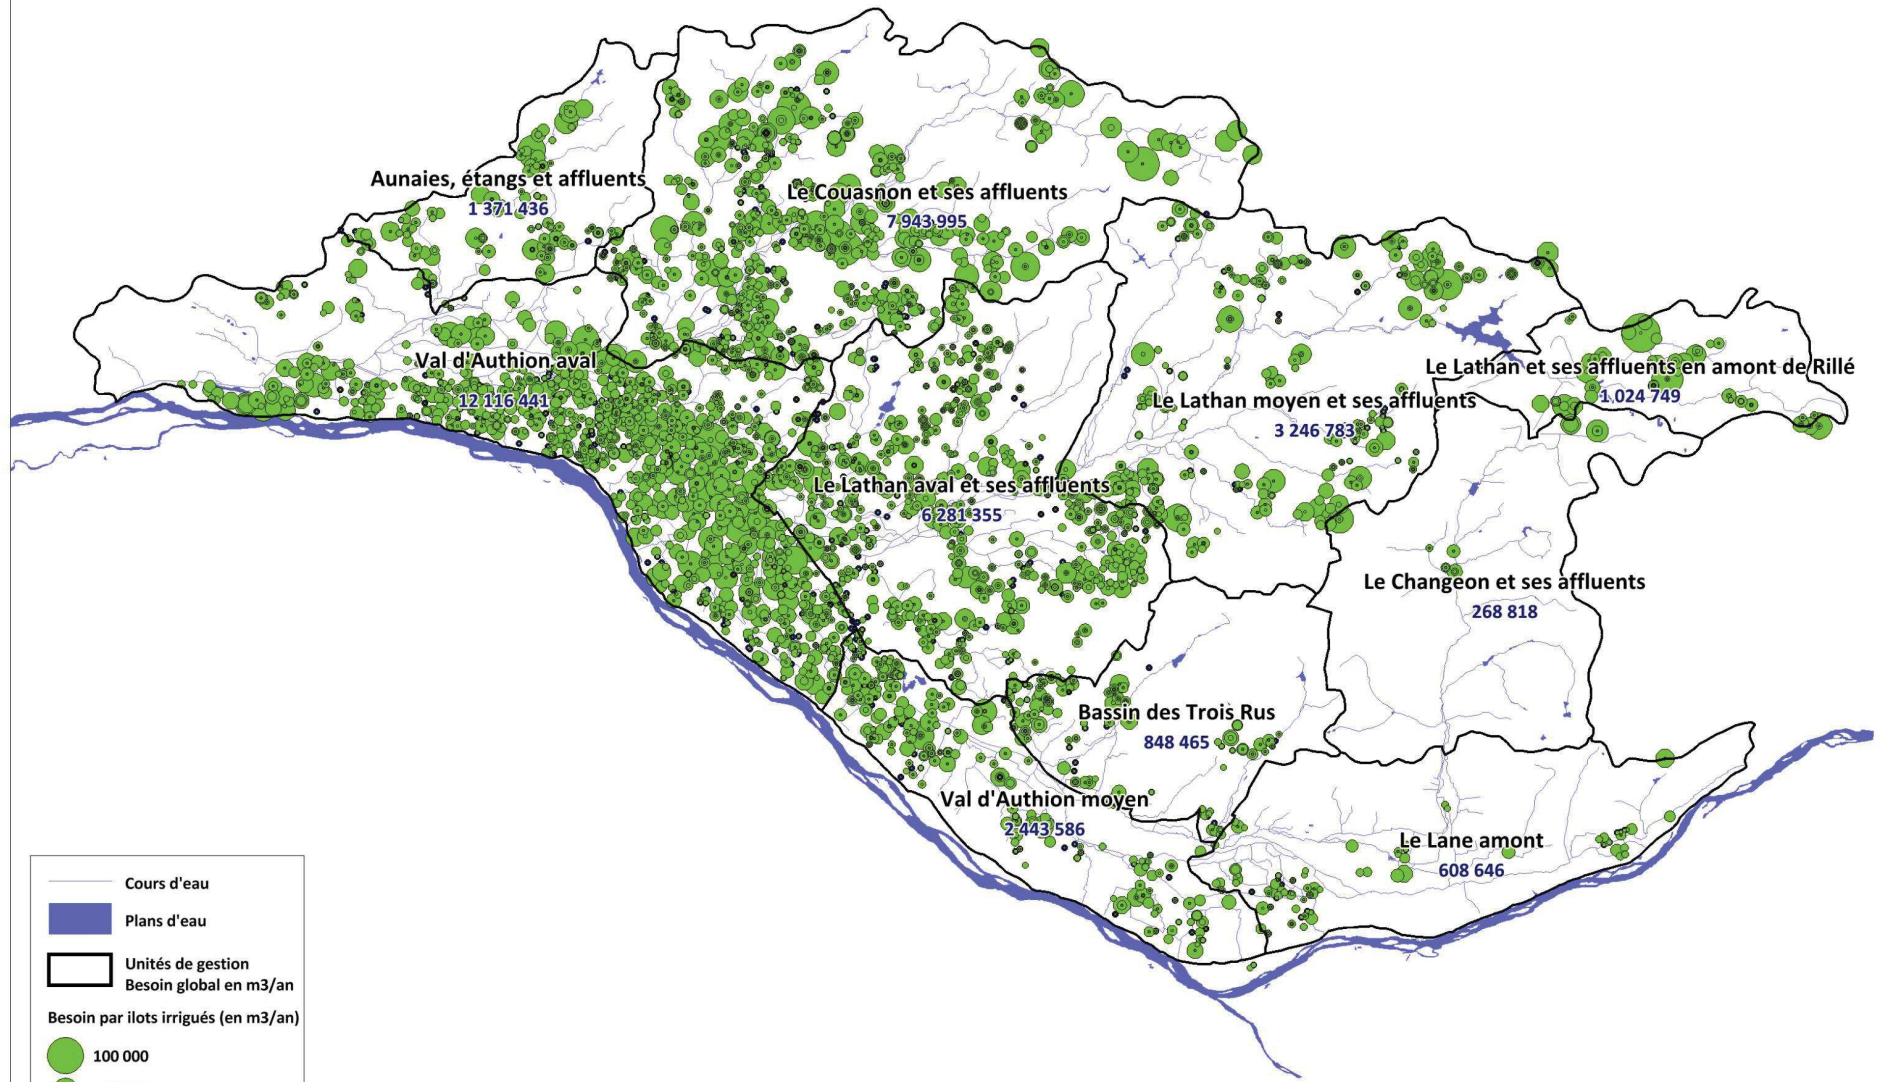 Aunaies, étangs et affluents
1 371 436
Le Couasnon et ses affluents
7 943 995
Val d'Authion aval
12 116 441
Le Lathan et ses affluents en amont de Rillé
1 024 749
Le Lathan moyen et ses affluents
3 246 783
Le Lathan aval et ses affluents
6 281 355
Le Changeon et ses affluents
268 818
Bassin des Trois Rus
848 465
Val d'Authion moyen
2 443 586
Le Lane amont
608 646
Cours d'eau
Plans d'eau
Unités de gestion
Besoin global en m3/an
Besoin par ilots irrigués (en m3/an)
100 000